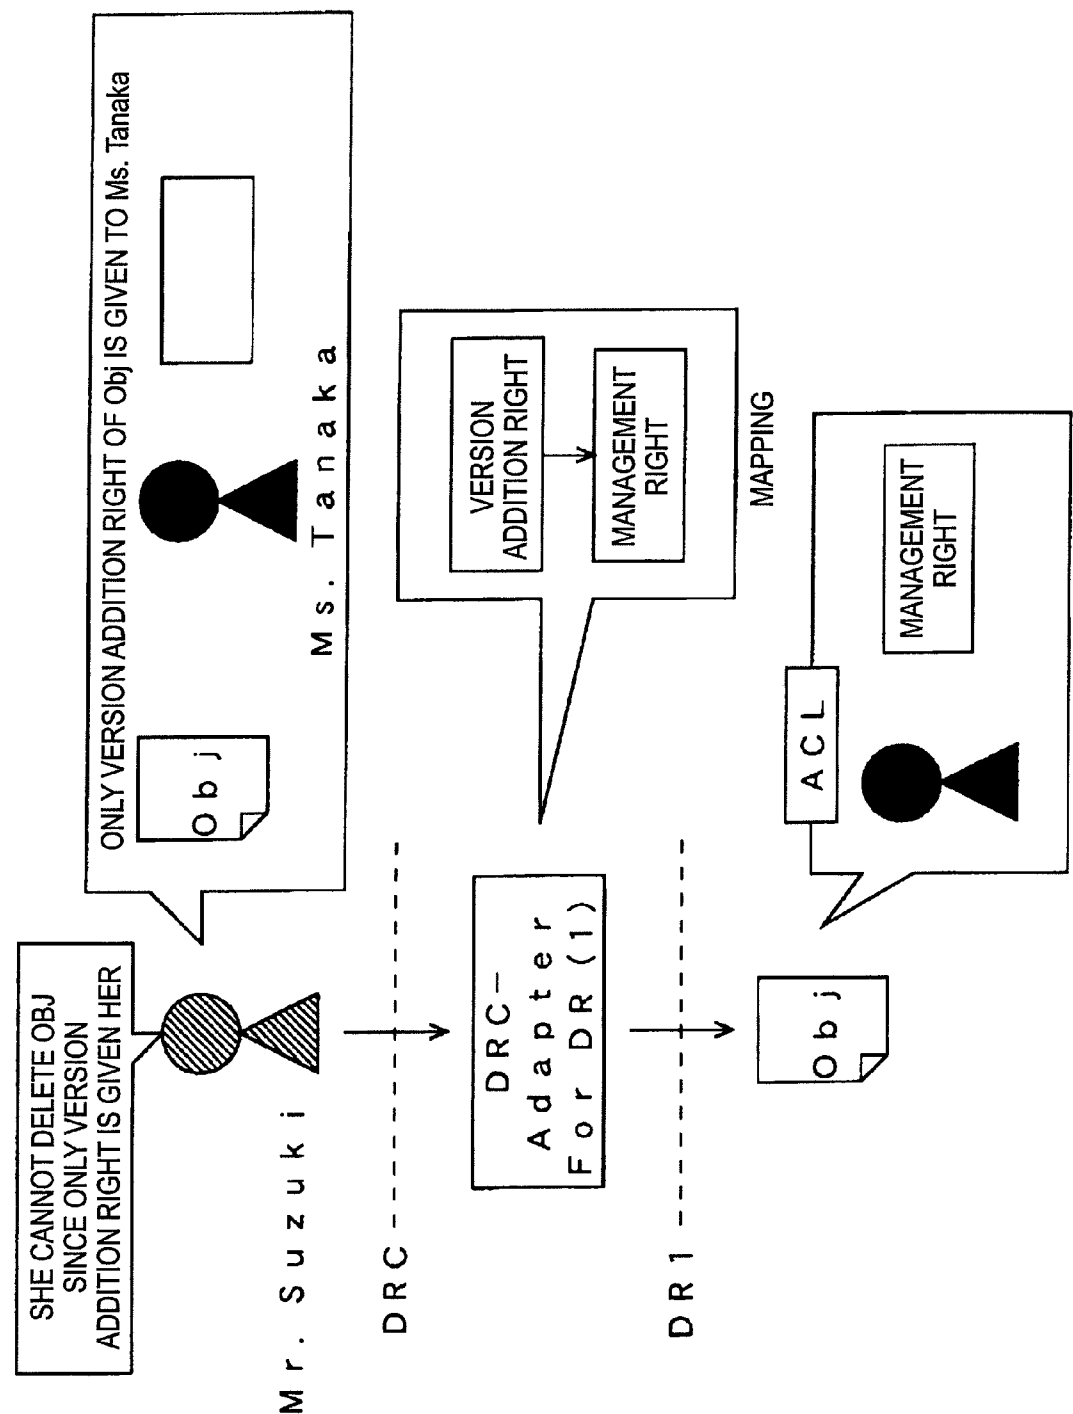 SHE CANNOT DELETE OBJ
SINCE ONLY VERSION
ADDITION RIGHT IS GIVEN HER
Mr. Suzuki
ONLY VERSION ADDITION RIGHT OF Obj IS GIVEN TO Ms. Tanaka
Obj
Ms. Tanaka
DRC
DRC-
Adapter
For DR (1)
VERSION
ADDITION RIGHT
MANAGEMENT
RIGHT
MAPPING
DR1
Obj
ACL
MANAGEMENT
RIGHT